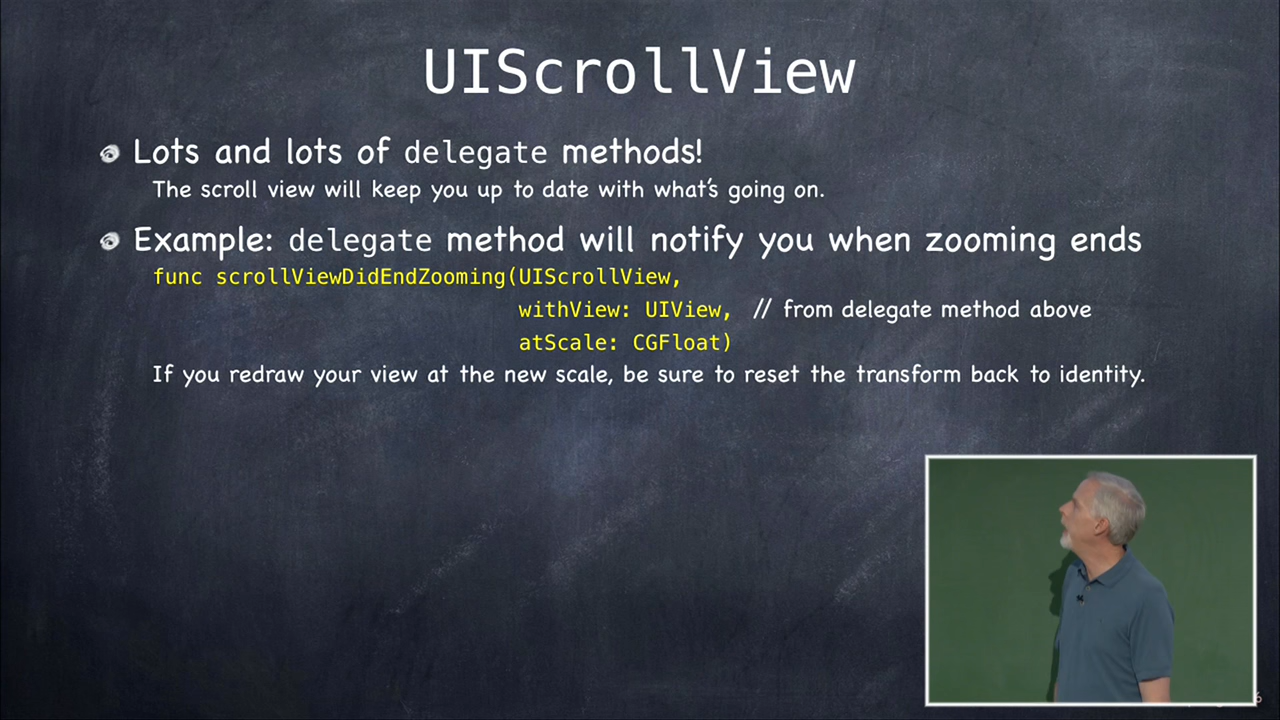 UIScrollView
Lots and lots of delegate methods!
The scroll view will keep you up to date with what's going on.
Example: delegate method will notify you when zooming ends
func scrollViewDidEndZooming(UIScrollView,
withView: UIView, // from delegate method above
atScale: CGFloat)
If you redraw your view at the new scale, be sure to reset the transform back to identity.